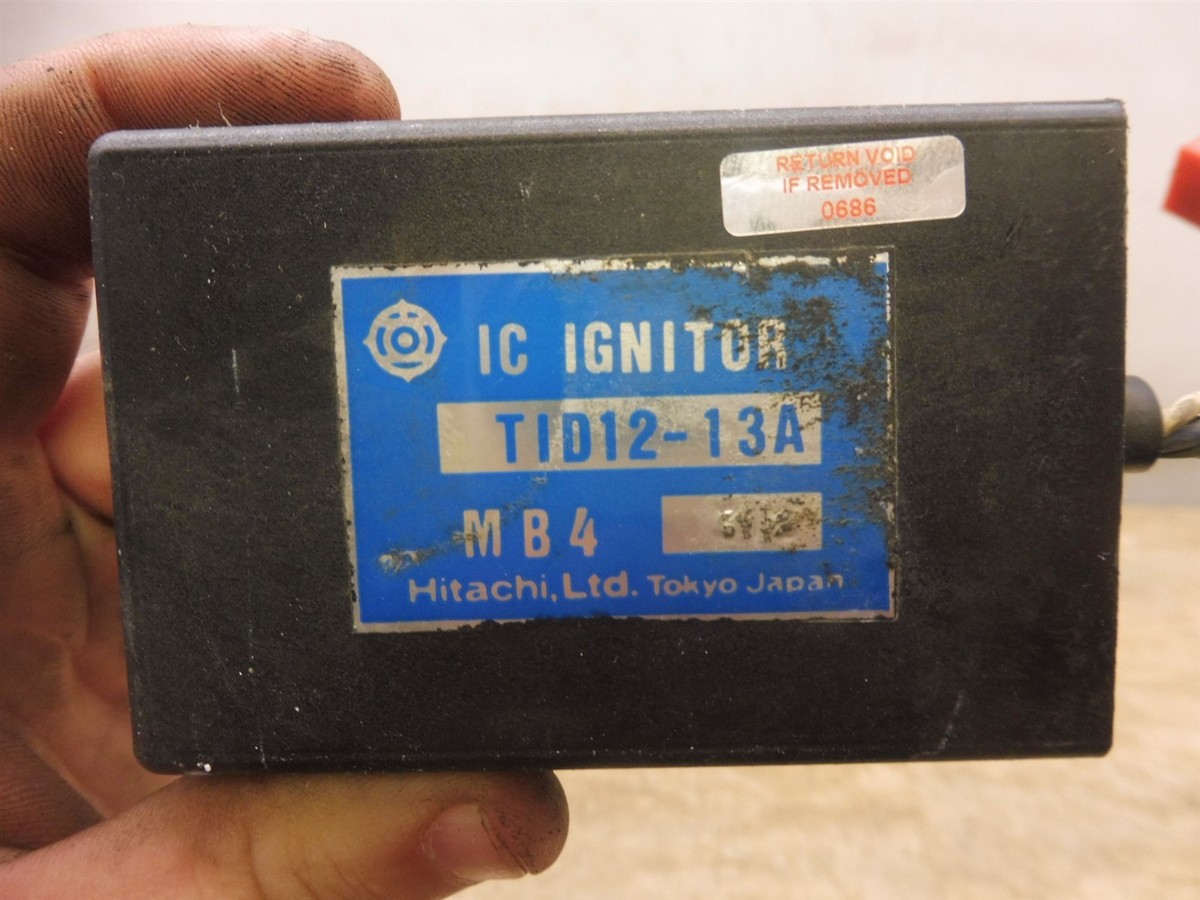 RETURN VOID
IF REMOVED
0686
IC IGNITOR
TID12-13A
MB4
Hitachi, Ltd. Tokyo Japan